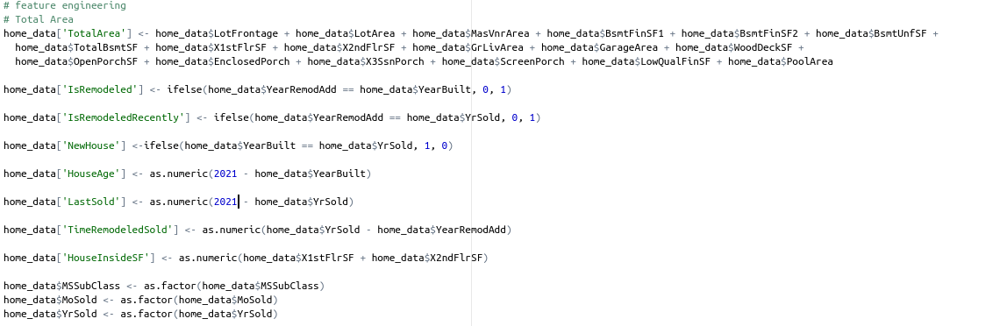 # feature engineering
# Total Area
home_data['TotalArea'] <- home_data$LotFrontage + home_data$LotArea + home_data$MasVnrArea + home_data$BsmtFinSF1 + home_data$BsmtFinSF2 + home_data$BsmtUnfSF +
  home_data$TotalBsmtSF + home_data$X1stFlrSF + home_data$X2ndFlrSF + home_data$GrLivArea + home_data$GarageArea + home_data$WoodDeckSF +
  home_data$OpenPorchSF + home_data$EnclosedPorch + home_data$X3SsnPorch + home_data$ScreenPorch + home_data$LowQualFinSF + home_data$PoolArea
home_data['IsRemodeled'] <- ifelse(home_data$YearRemodAdd == home_data$YearBuilt, 0, 1)
home_data['IsRemodeledRecently'] <- ifelse(home_data$YearRemodAdd == home_data$YrSold, 0, 1)
home_data['NewHouse'] <-ifelse(home_data$YearBuilt == home_data$YrSold, 1, 0)
home_data['HouseAge'] <- as.numeric(2021 - home_data$YearBuilt)
home_data['LastSold'] <- as.numeric(2021 - home_data$YrSold)
home_data['TimeRemodeledSold'] <- as.numeric(home_data$YrSold - home_data$YearRemodAdd)
home_data['HouseInsideSF'] <- as.numeric(home_data$X1stFlrSF + home_data$X2ndFlrSF)
home_data$MSSubClass <- as.factor(home_data$MSSubClass)
home_data$MoSold <- as.factor(home_data$MoSold)
home_data$YrSold <- as.factor(home_data$YrSold)